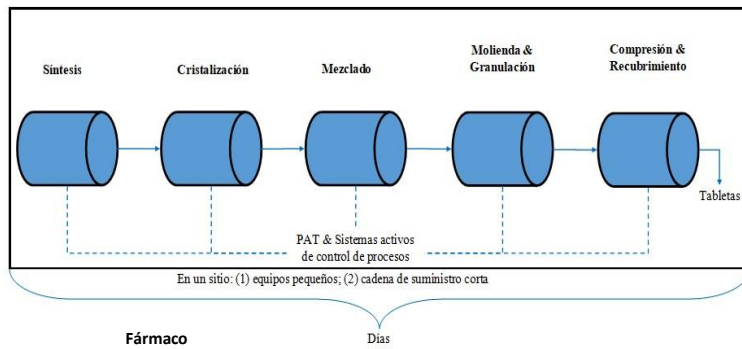 Síntesis
Cristalización
Mezclado
Molienda &
Granulación
Compresión &
Recubrimiento
Tabletas
PAT & Sistemas activos
de control de procesos
En un sitio: (1) equipos pequeños; (2) cadena de suministro corta
Fármaco
Días